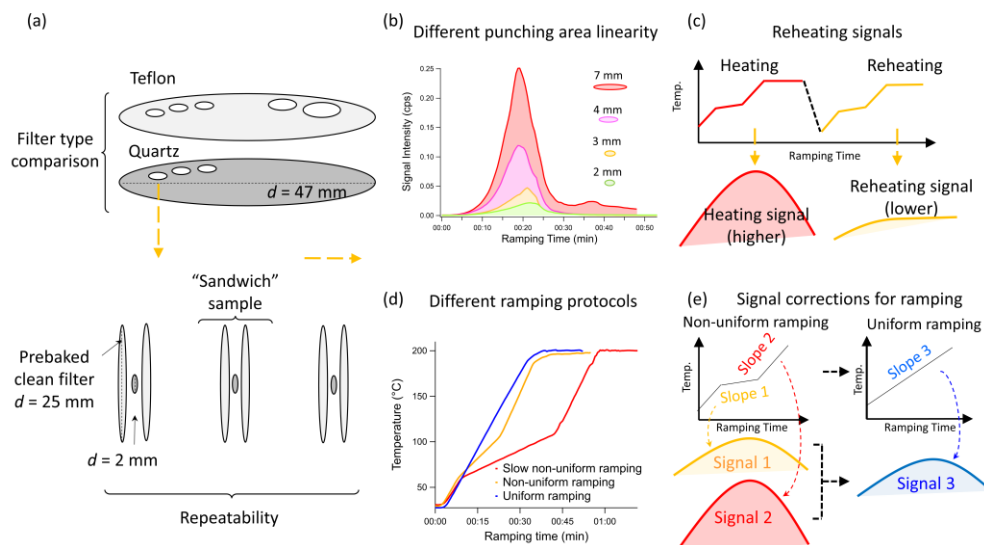 (a)
Teflon
Filter type
comparison
Quartz
d = 47 mm
"Sandwich"
sample
Prebaked
clean filter
d = 25 mm
d = 2 mm
Repeatability
(b)
Different punching area linearity
0.25
0.20
0.15
0.10
0.05
0.00
Signal Intensity (cps)
7 mm
4 mm
3 mm
2 mm
00:00
00:10
00:20
00:30
00:40
00:50
Ramping Time (min)
(c)
Reheating signals
Heating
Reheating
Temp.
Ramping Time
Heating signal
(higher)
Reheating signal
(lower)
(d)
Different ramping protocols
200
150
100
50
Temperature (°C)
Slow non-uniform ramping
Non-uniform ramping
Uniform ramping
00:00
00:15
00:30
00:45
01:00
Ramping time (min)
(e)
Signal corrections for ramping
Non-uniform ramping
Uniform ramping
Temp.
Slope 1
Slope 2
Ramping Time
Temp.
Slope 3
Ramping Time
Signal 1
Signal 2
Signal 3